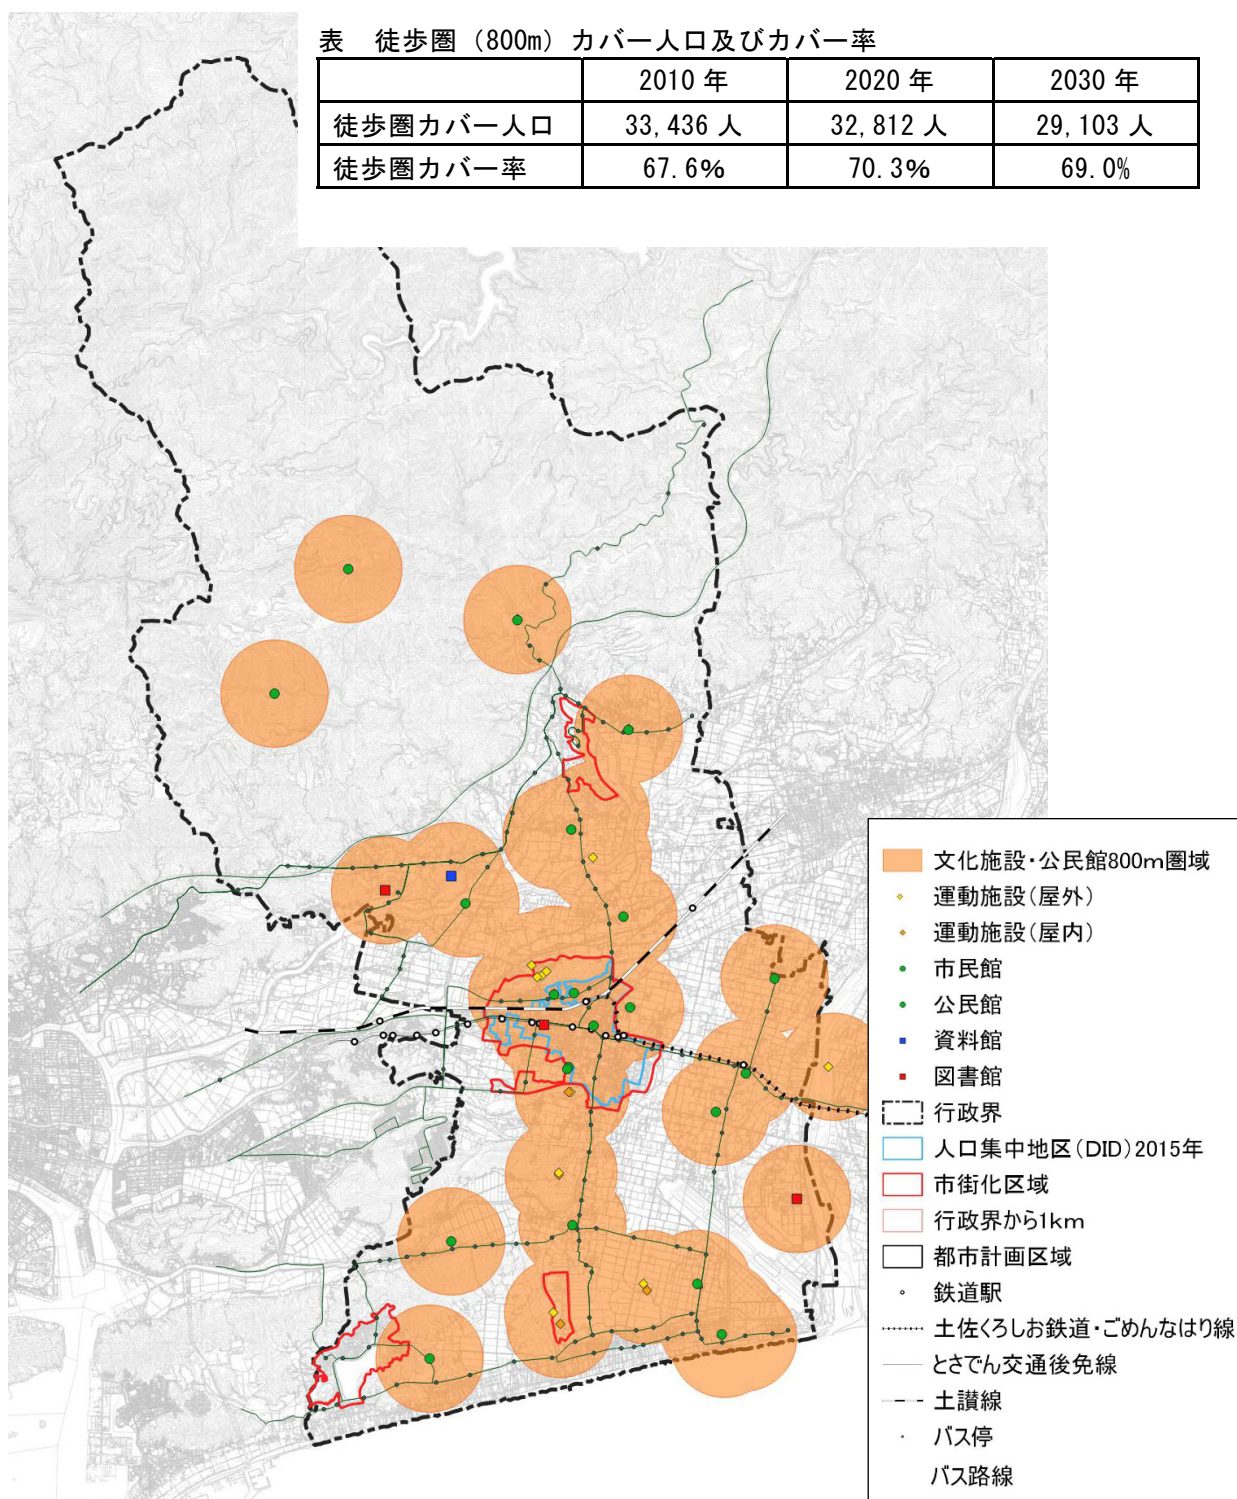 表 徒歩圏（800m）カバー人口及びカバー率
2010 年 2020 年 2030 年
徒歩圏カバー人口 33,436 人 32,812 人 29,103 人
徒歩圏カバー率 67.6% 70.3% 69.0%
文化施設・公民館800m圏域
運動施設(屋外)
運動施設(屋内)
市民館
公民館
資料館
図書館
行政界
人口集中地区(DID)2015年
市街化区域
行政界から1km
都市計画区域
鉄道駅
土佐くろしお鉄道・ごめんなはり線
とさでん交通後免線
土讃線
バス停
バス路線